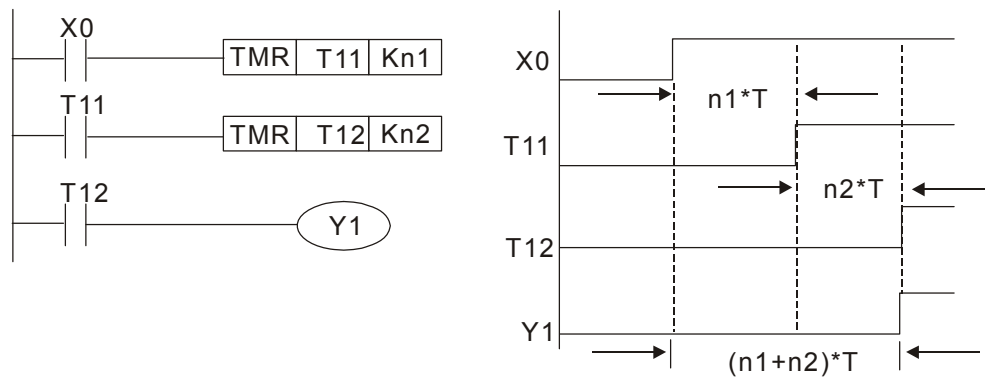 X0
TMR T11 Kn1
T11
TMR T12 Kn2
T12
Y1
X0
n1*T
T11
n2*T
T12
Y1
(n1+n2)*T